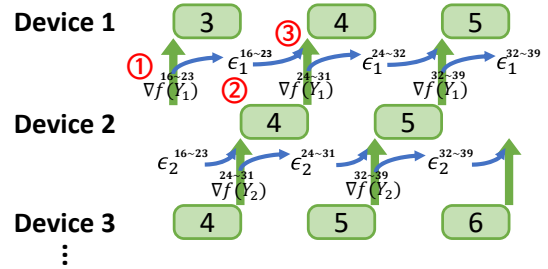 Device 1 3 4 5
① ③
ϵ₁^16~23 ϵ₁^24~32 ϵ₁^32~39
16~23 24~31 32~39
∇f(Y₁) ② ∇f(Y₁) ∇f(Y₁)
Device 2 4 5
ϵ₂^16~23 ϵ₂^24~31 ϵ₂^32~39
24~31 32~39
∇f(Y₂) ∇f(Y₂)
Device 3 4 5 6
⋮